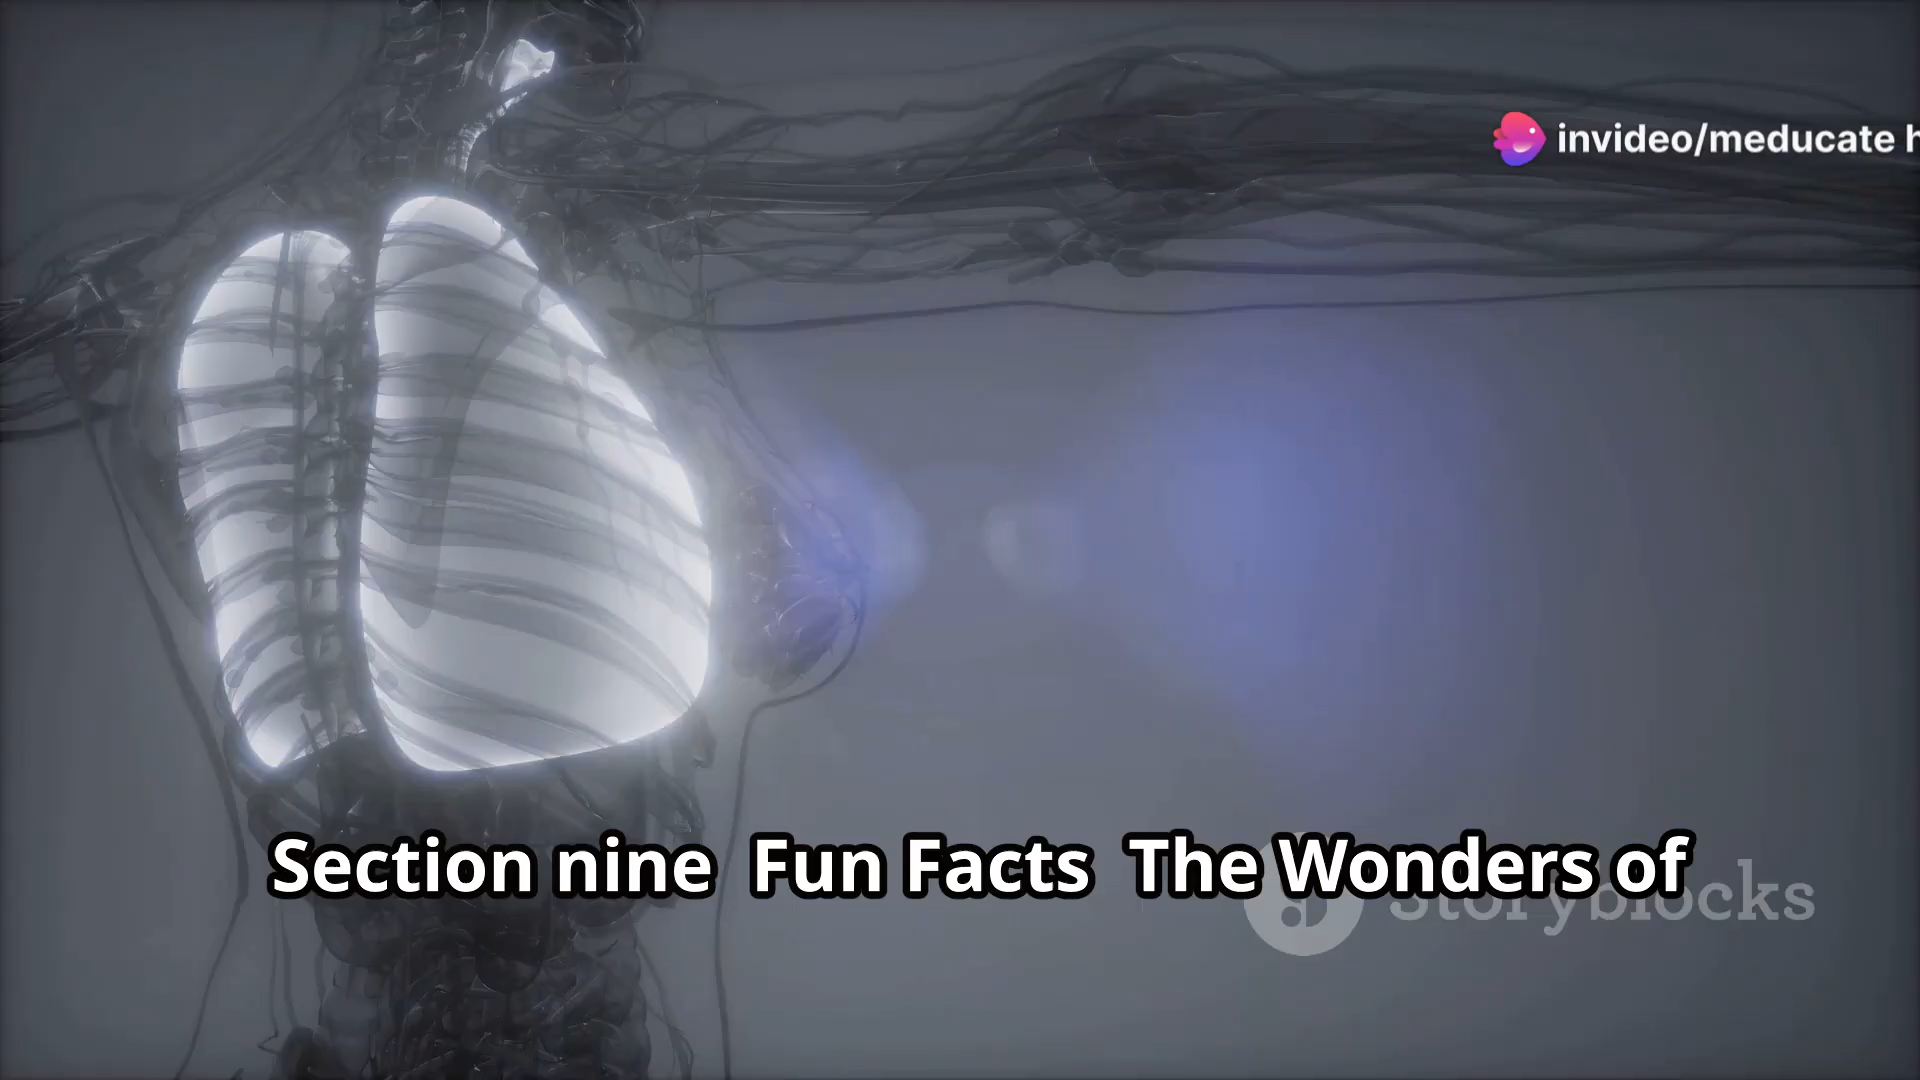 invideo/meducate h
Section nine Fun Facts The Wonders of
Storyblocks